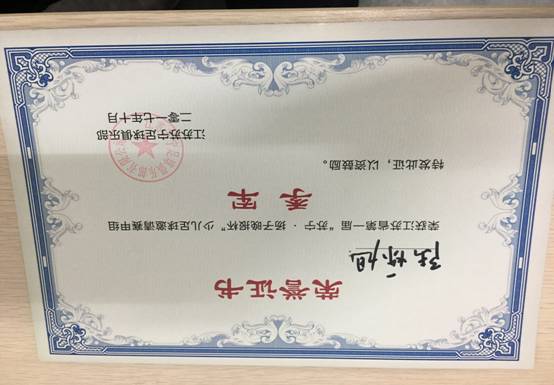 荣誉证书
荣获江苏省第一届“苏宁·扬子晚报杯”少儿足球邀请赛甲组
季军
特发此证，以资鼓励。
江苏苏宁足球俱乐部
二零一七年十月